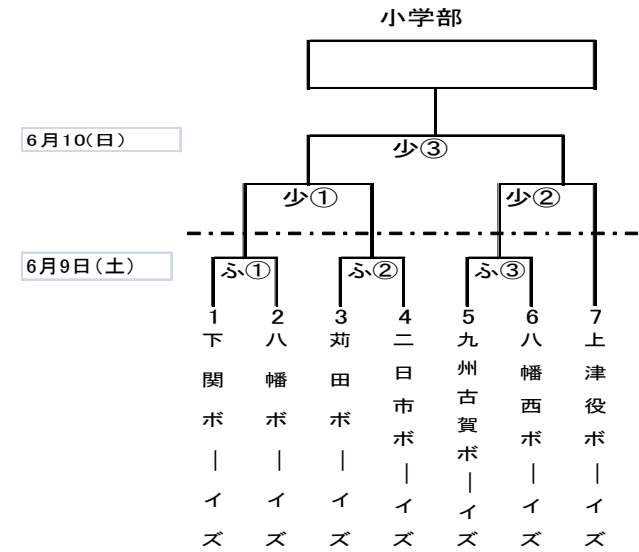 小学部
6月10(日)
少③
少①
少②
6月9日(土)
ふ①
ふ②
ふ③
1
2
3
4
5
6
7
下関ボーイズ
八幡ボーイズ
苅田ボーイズ
二日市ボーイズ
九州古賀ボーイズ
八幡西ボーイズ
上津役ボーイズ